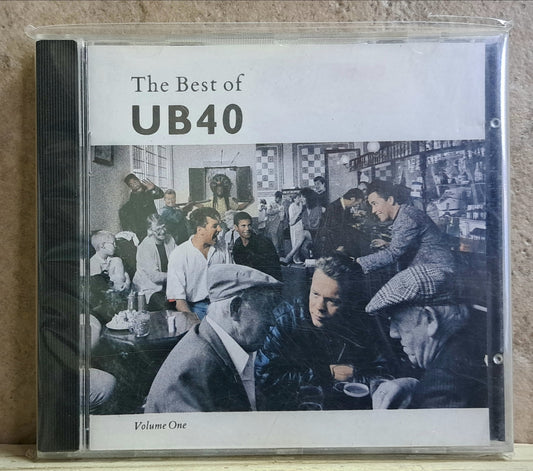 The Best of
UB40
Volume One